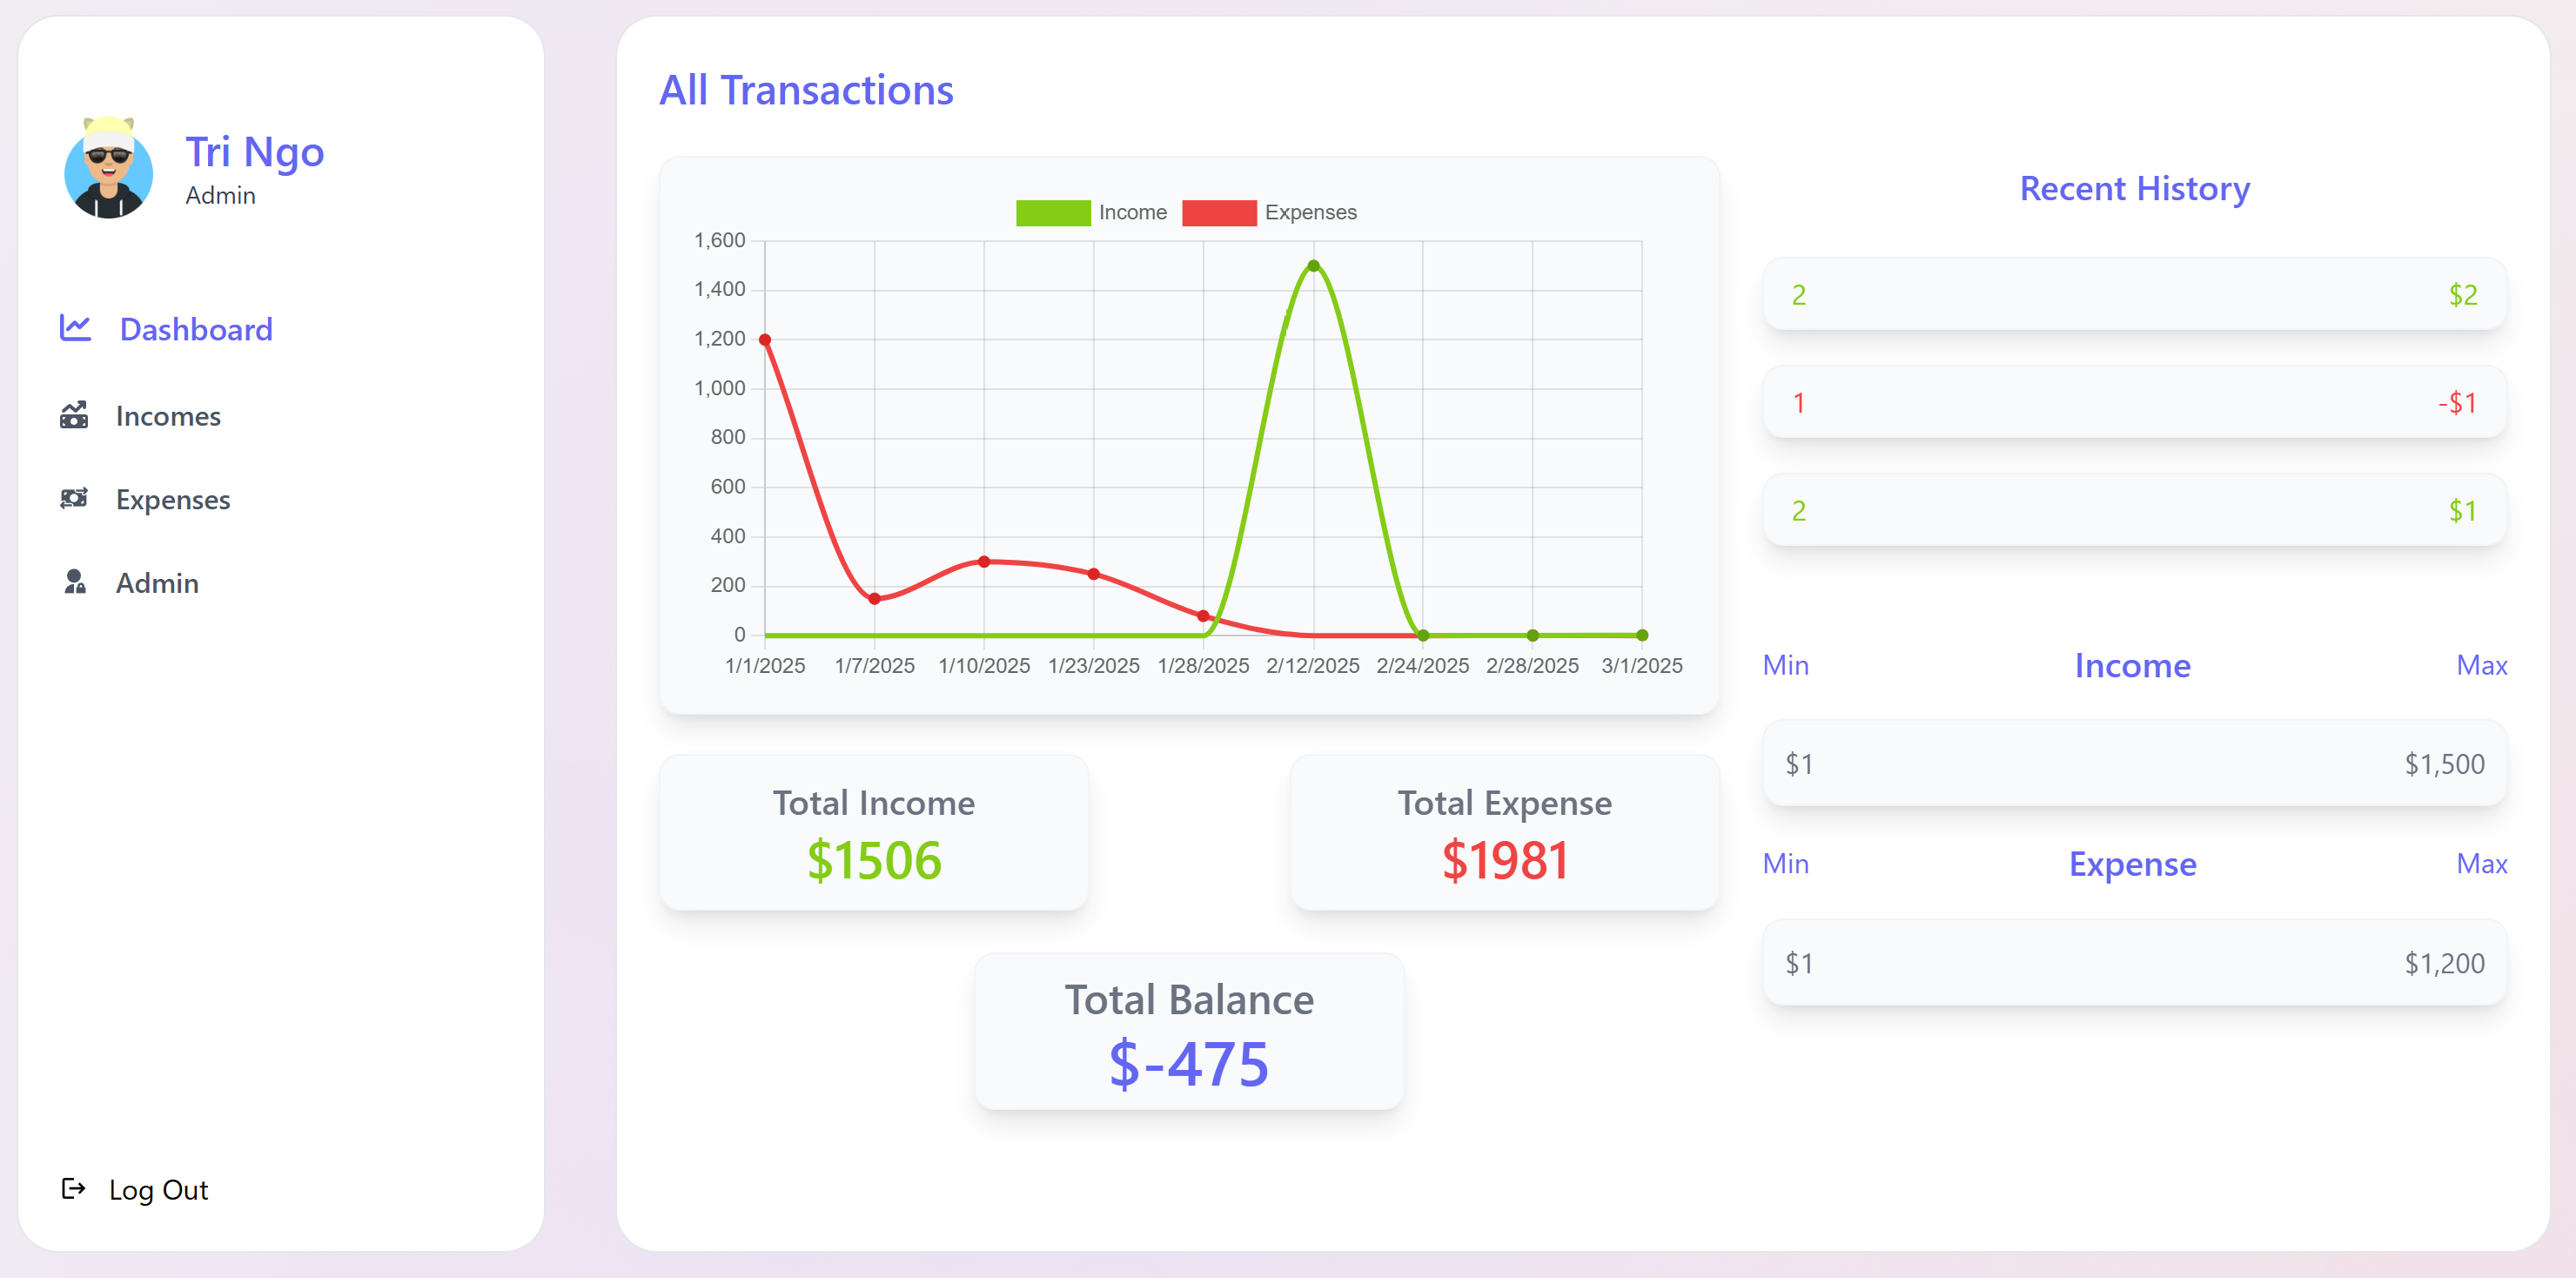 Tri Ngo
Admin
Dashboard
Incomes
Expenses
Admin
Log Out
All Transactions
Income Expenses
1,600
1,400
1,200
1,000
800
600
400
200
0
1/1/2025 1/7/2025 1/10/2025 1/23/2025 1/28/2025 2/12/2025 2/24/2025 2/28/2025 3/1/2025
Total Income
$1506
Total Expense
$1981
Total Balance
$-475
Recent History
2 $2
1 -$1
2 $1
Min Income Max
$1 $1,500
Min Expense Max
$1 $1,200